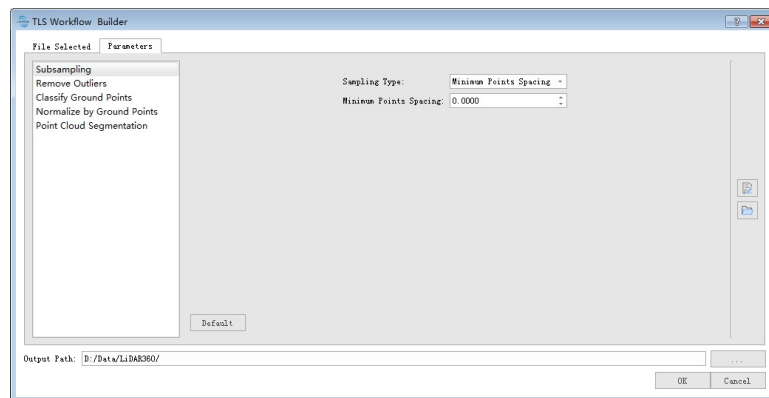 TLS Workflow Builder
File Selected Parameters
Subsampling
Remove Outliers
Classify Ground Points
Normalize by Ground Points
Point Cloud Segmentation
Sampling Type: Minimum Points Spacing
Minimum Points Spacing: 0.0000
Default
Output Path: D:/Data/LiDAR360/
...
OK Cancel